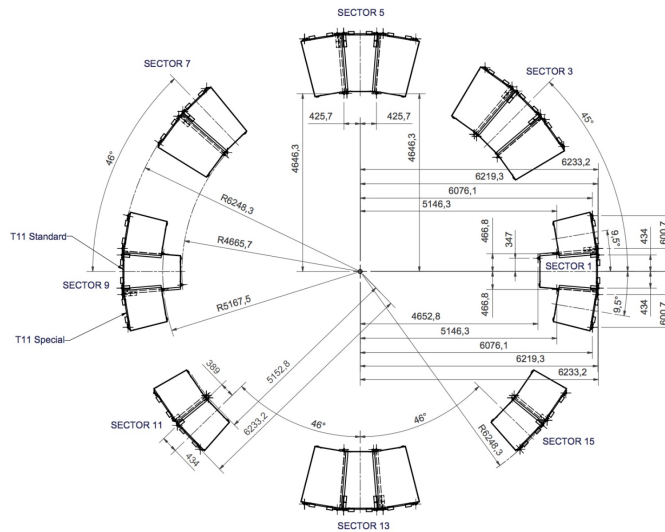 SECTOR 5
SECTOR 7
SECTOR 3
425,7
425,7
4646,3
4646,3
46°
45°
6233,2
6219,3
6076,1
5146,3
R6248,3
R4665,7
R5167,5
T11 Standard
SECTOR 9
T11 Special
466,8
347
466,8
SECTOR 1
9,5°
434
600,7
434
600,7
9,5°
4652,8
5146,3
6076,1
6219,3
6233,2
389
5152,8
6233,2
434
SECTOR 11
46°
46°
R6248,3
SECTOR 15
SECTOR 13